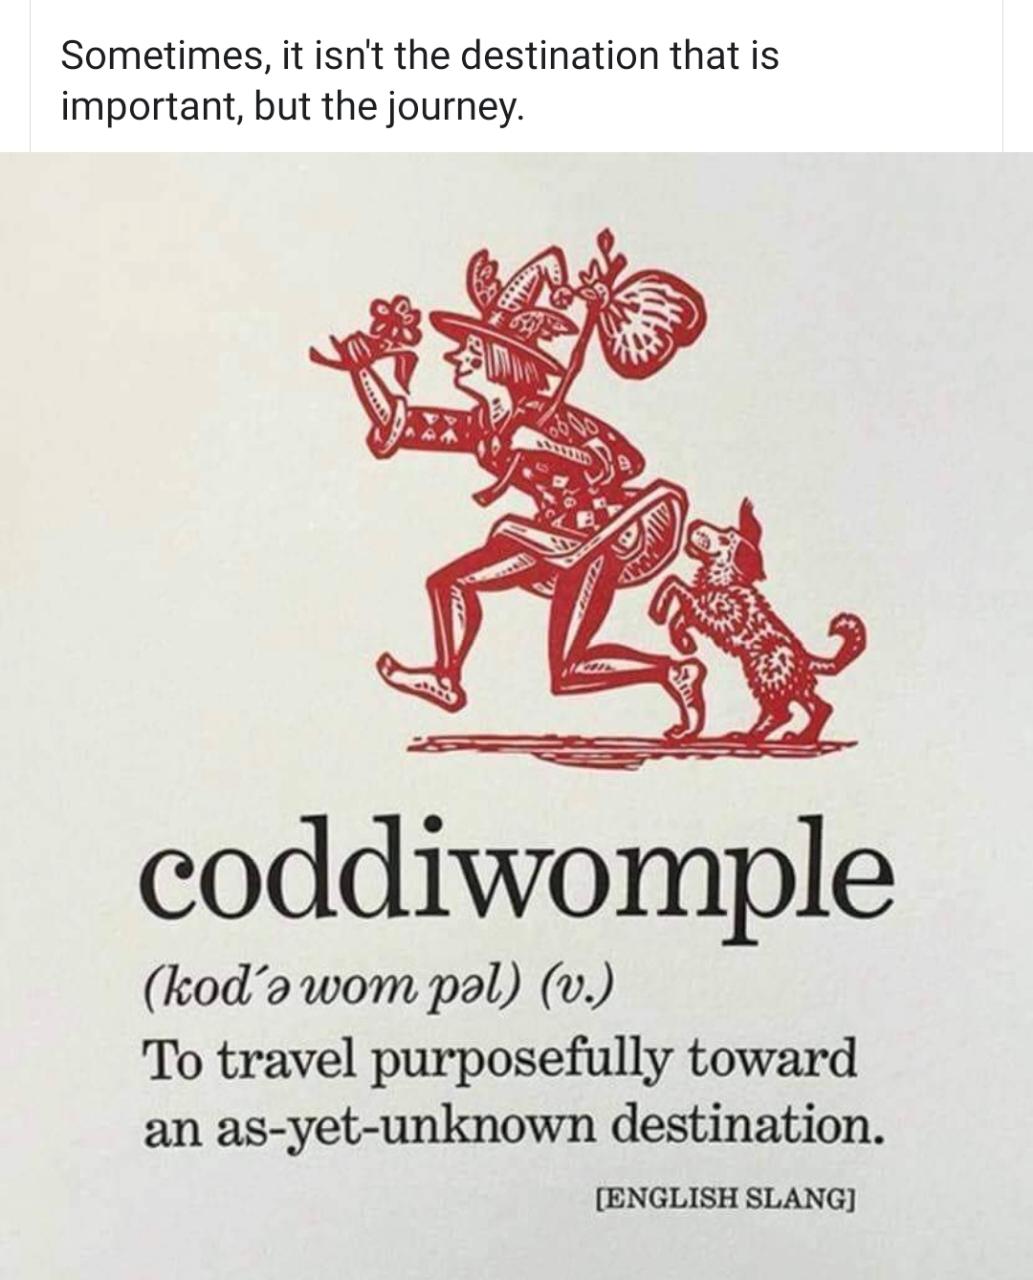 Sometimes, it isn't the destination that is
important, but the journey.
coddiwomple
(kod´ə wom pəl) (v.)
To travel purposefully toward
an as-yet-unknown destination.
[ENGLISH SLANG]